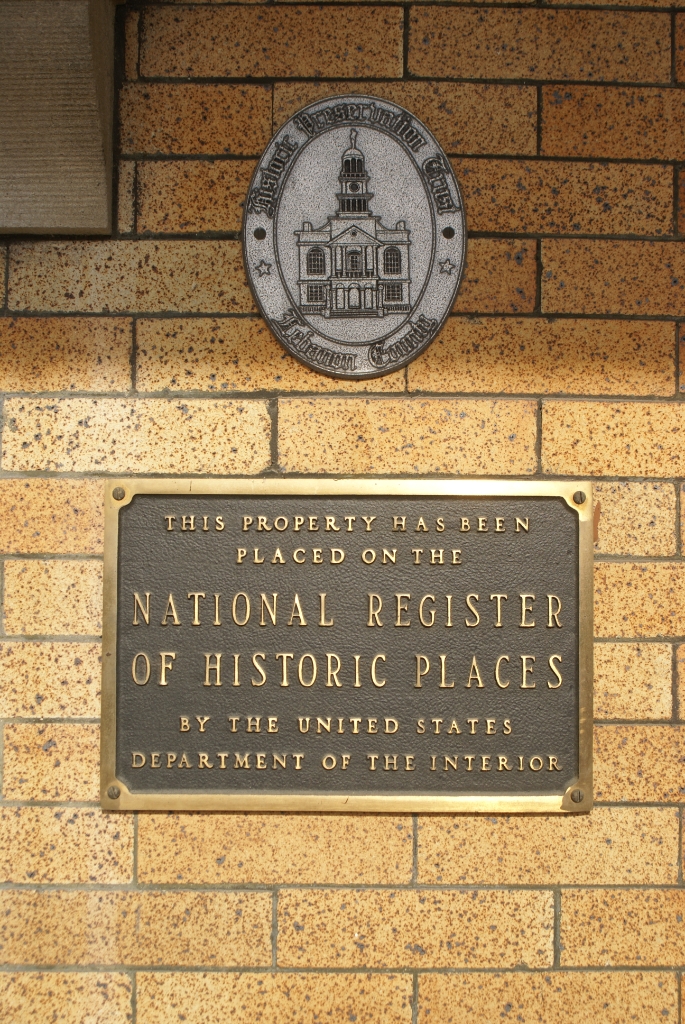 Historic Preservation Trust
Lebanon County
THIS PROPERTY HAS BEEN
PLACED ON THE
NATIONAL REGISTER
OF HISTORIC PLACES
BY THE UNITED STATES
DEPARTMENT OF THE INTERIOR